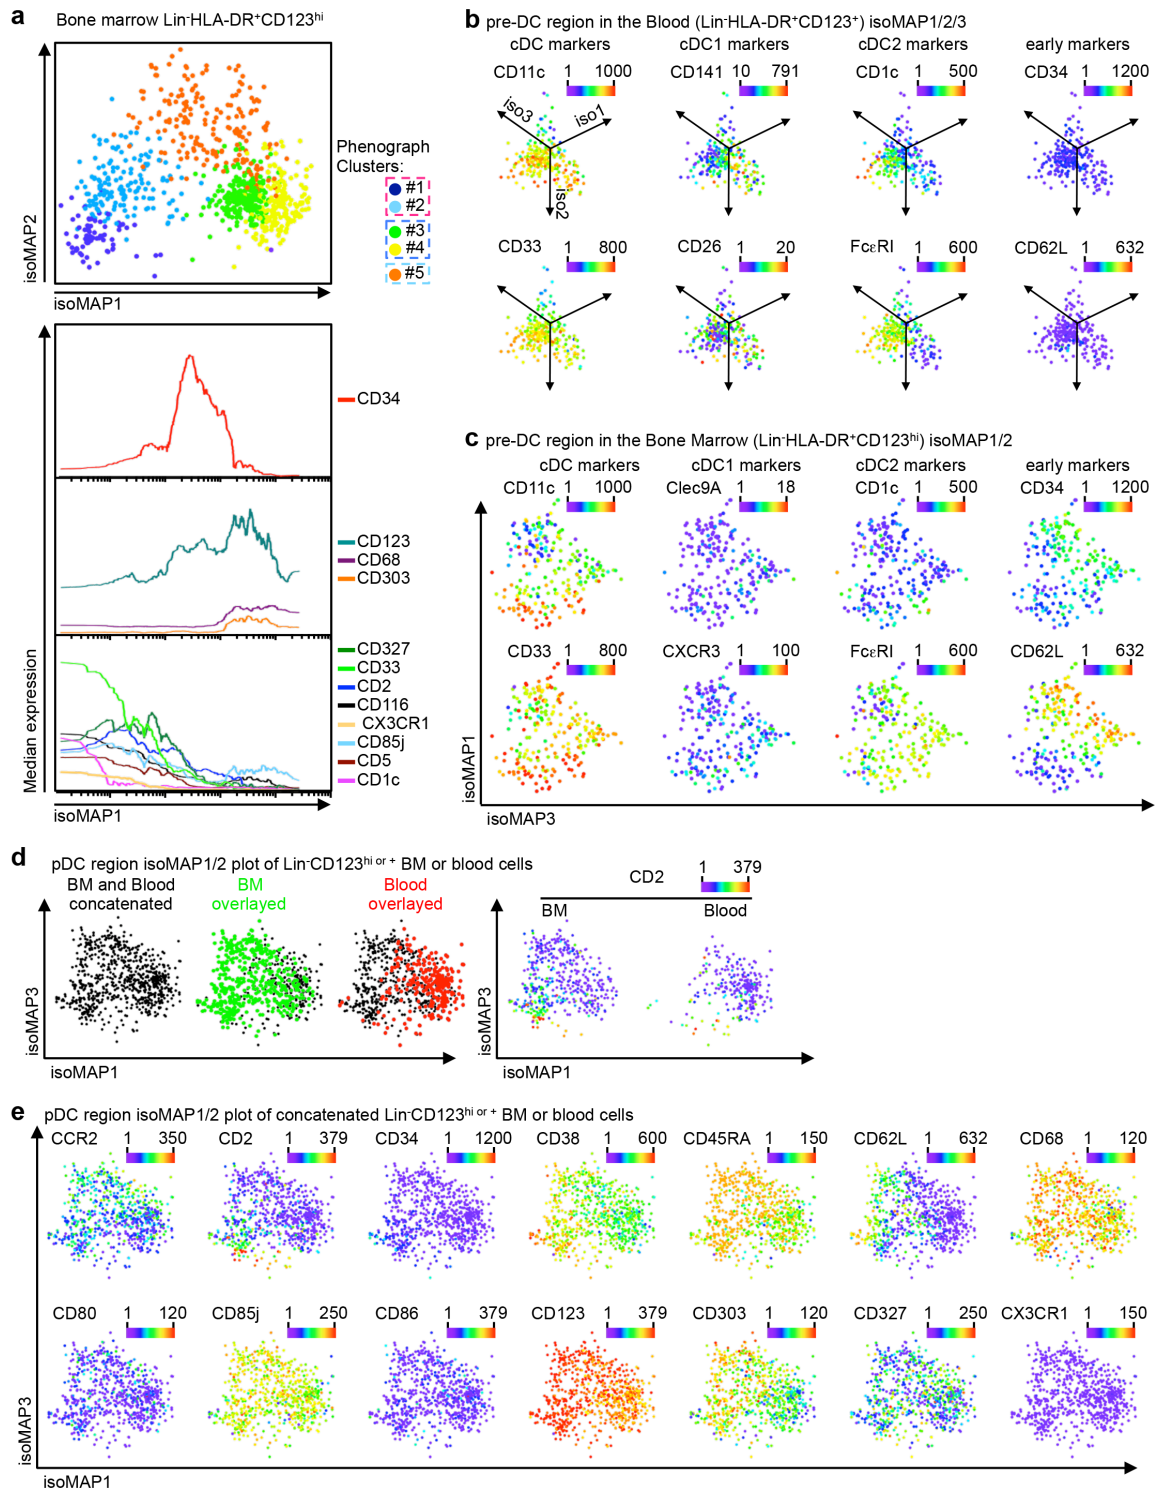 a
Bone marrow Lin-HLA-DR+CD123hi
isoMAP2
isoMAP1
Phenograph
Clusters:
#1
#2
#3
#4
#5
CD34
CD123
CD68
CD303
CD327
CD33
CD2
CD116
CX3CR1
CD85j
CD5
CD1c
Median expression
isoMAP1
b pre-DC region in the Blood (Lin-HLA-DR+CD123+) isoMAP1/2/3
cDC markers cDC1 markers cDC2 markers early markers
CD11c 1 1000 CD141 10 791 CD1c 1 500 CD34 1 1200
iso3 iso1
iso2
CD33 1 800 CD26 1 20 FcεRI 1 600 CD62L 1 632
c pre-DC region in the Bone Marrow (Lin-HLA-DR+CD123hi) isoMAP1/2
cDC markers cDC1 markers cDC2 markers early markers
CD11c 1 1000 Clec9A 1 18 CD1c 1 500 CD34 1 1200
CD33 1 800 CXCR3 1 100 FcεRI 1 600 CD62L 1 632
isoMAP1
isoMAP3
d pDC region isoMAP1/2 plot of Lin-CD123hi or + BM or blood cells
BM and Blood
concatenated
BM
overlayed
Blood
overlayed
isoMAP3
isoMAP1
CD2 1 379
BM Blood
isoMAP3
isoMAP1
e pDC region isoMAP1/2 plot of concatenated Lin-CD123hi or + BM or blood cells
CCR2 1 350 CD2 1 379 CD34 1 1200 CD38 1 600 CD45RA 1 150 CD62L 1 632 CD68 1 120
CD80 1 120 CD85j 1 250 CD86 1 379 CD123 1 379 CD303 1 120 CD327 1 250 CX3CR1 1 150
isoMAP3
isoMAP1